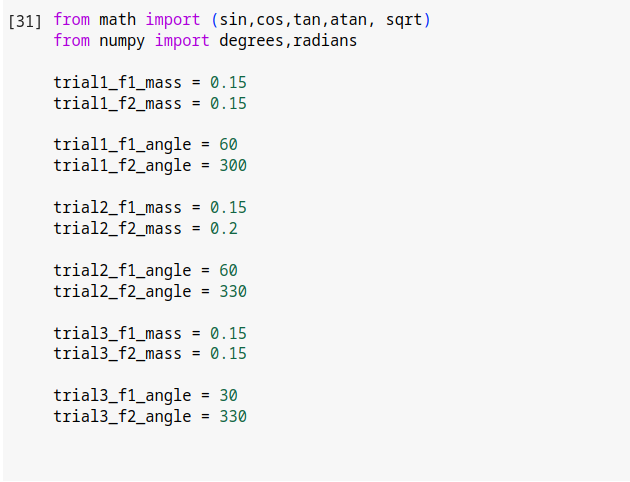 [31] from math import (sin,cos,tan,atan, sqrt)
from numpy import degrees,radians
trial1_f1_mass = 0.15
trial1_f2_mass = 0.15
trial1_f1_angle = 60
trial1_f2_angle = 300
trial2_f1_mass = 0.15
trial2_f2_mass = 0.2
trial2_f1_angle = 60
trial2_f2_angle = 330
trial3_f1_mass = 0.15
trial3_f2_mass = 0.15
trial3_f1_angle = 30
trial3_f2_angle = 330